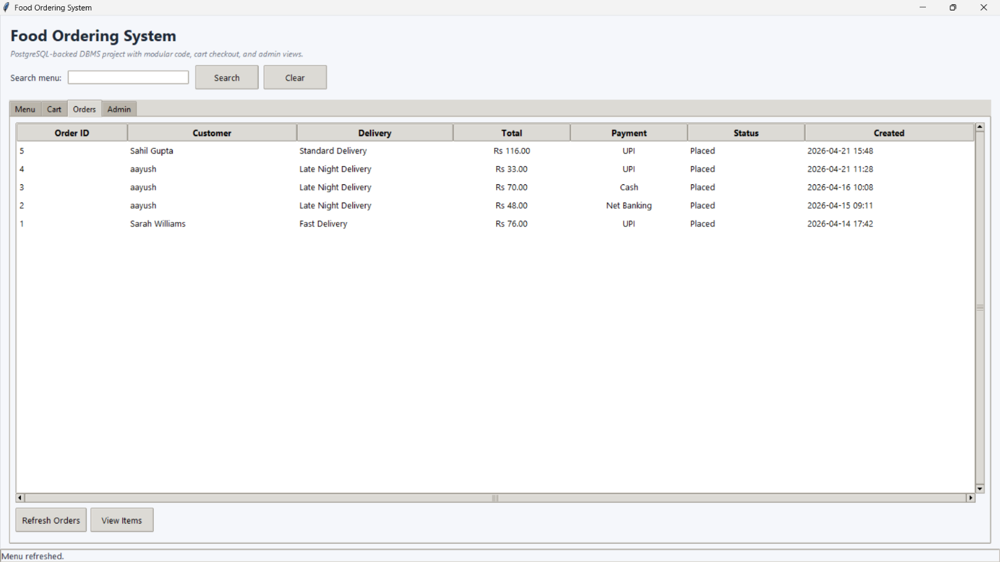 Food Ordering System
Food Ordering System
PostgreSQL-backed DBMS project with modular code, cart checkout, and admin views.
Search menu: Search Clear
Menu Cart Orders Admin
Order ID Customer Delivery Total Payment Status Created
5 Sahil Gupta Standard Delivery Rs 116.00 UPI Placed 2026-04-21 15:48
4 aayush Late Night Delivery Rs 33.00 UPI Placed 2026-04-21 11:28
3 aayush Late Night Delivery Rs 70.00 Cash Placed 2026-04-16 10:08
2 aayush Late Night Delivery Rs 48.00 Net Banking Placed 2026-04-15 09:11
1 Sarah Williams Fast Delivery Rs 76.00 UPI Placed 2026-04-14 17:42
Refresh Orders View Items
Menu refreshed.